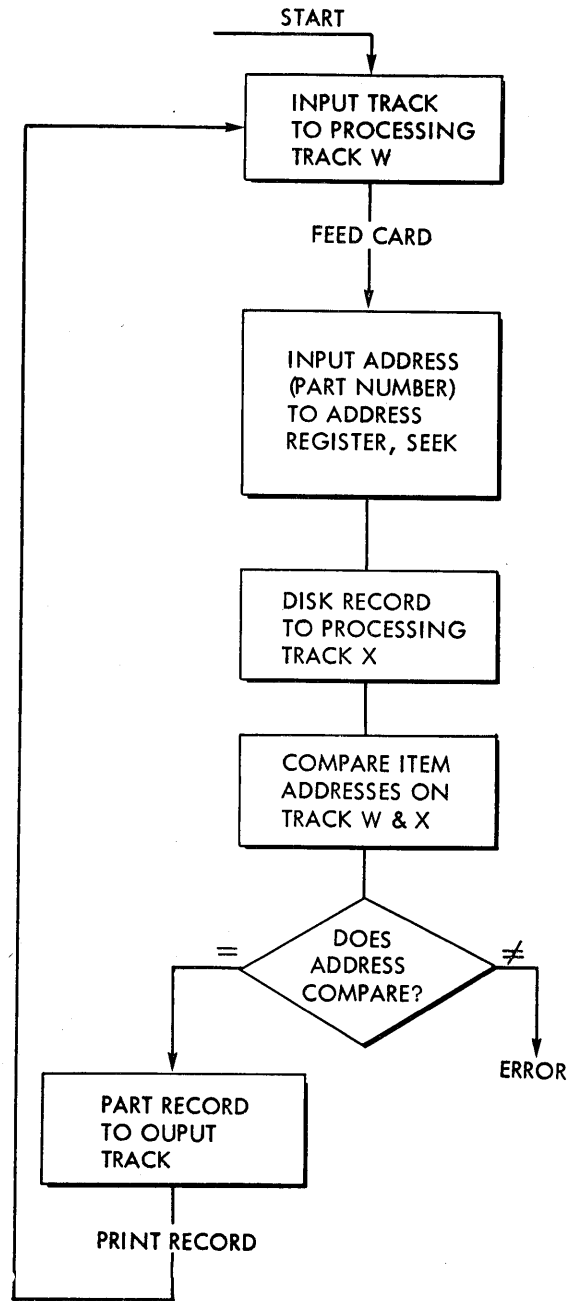 START
INPUT TRACK
TO PROCESSING
TRACK W
FEED CARD
INPUT ADDRESS
(PART NUMBER)
TO ADDRESS
REGISTER, SEEK
DISK RECORD
TO PROCESSING
TRACK X
COMPARE ITEM
ADDRESSES ON
TRACK W & X
DOES
ADDRESS
COMPARE?
=
≠
ERROR
PART RECORD
TO OUPUT
TRACK
PRINT RECORD